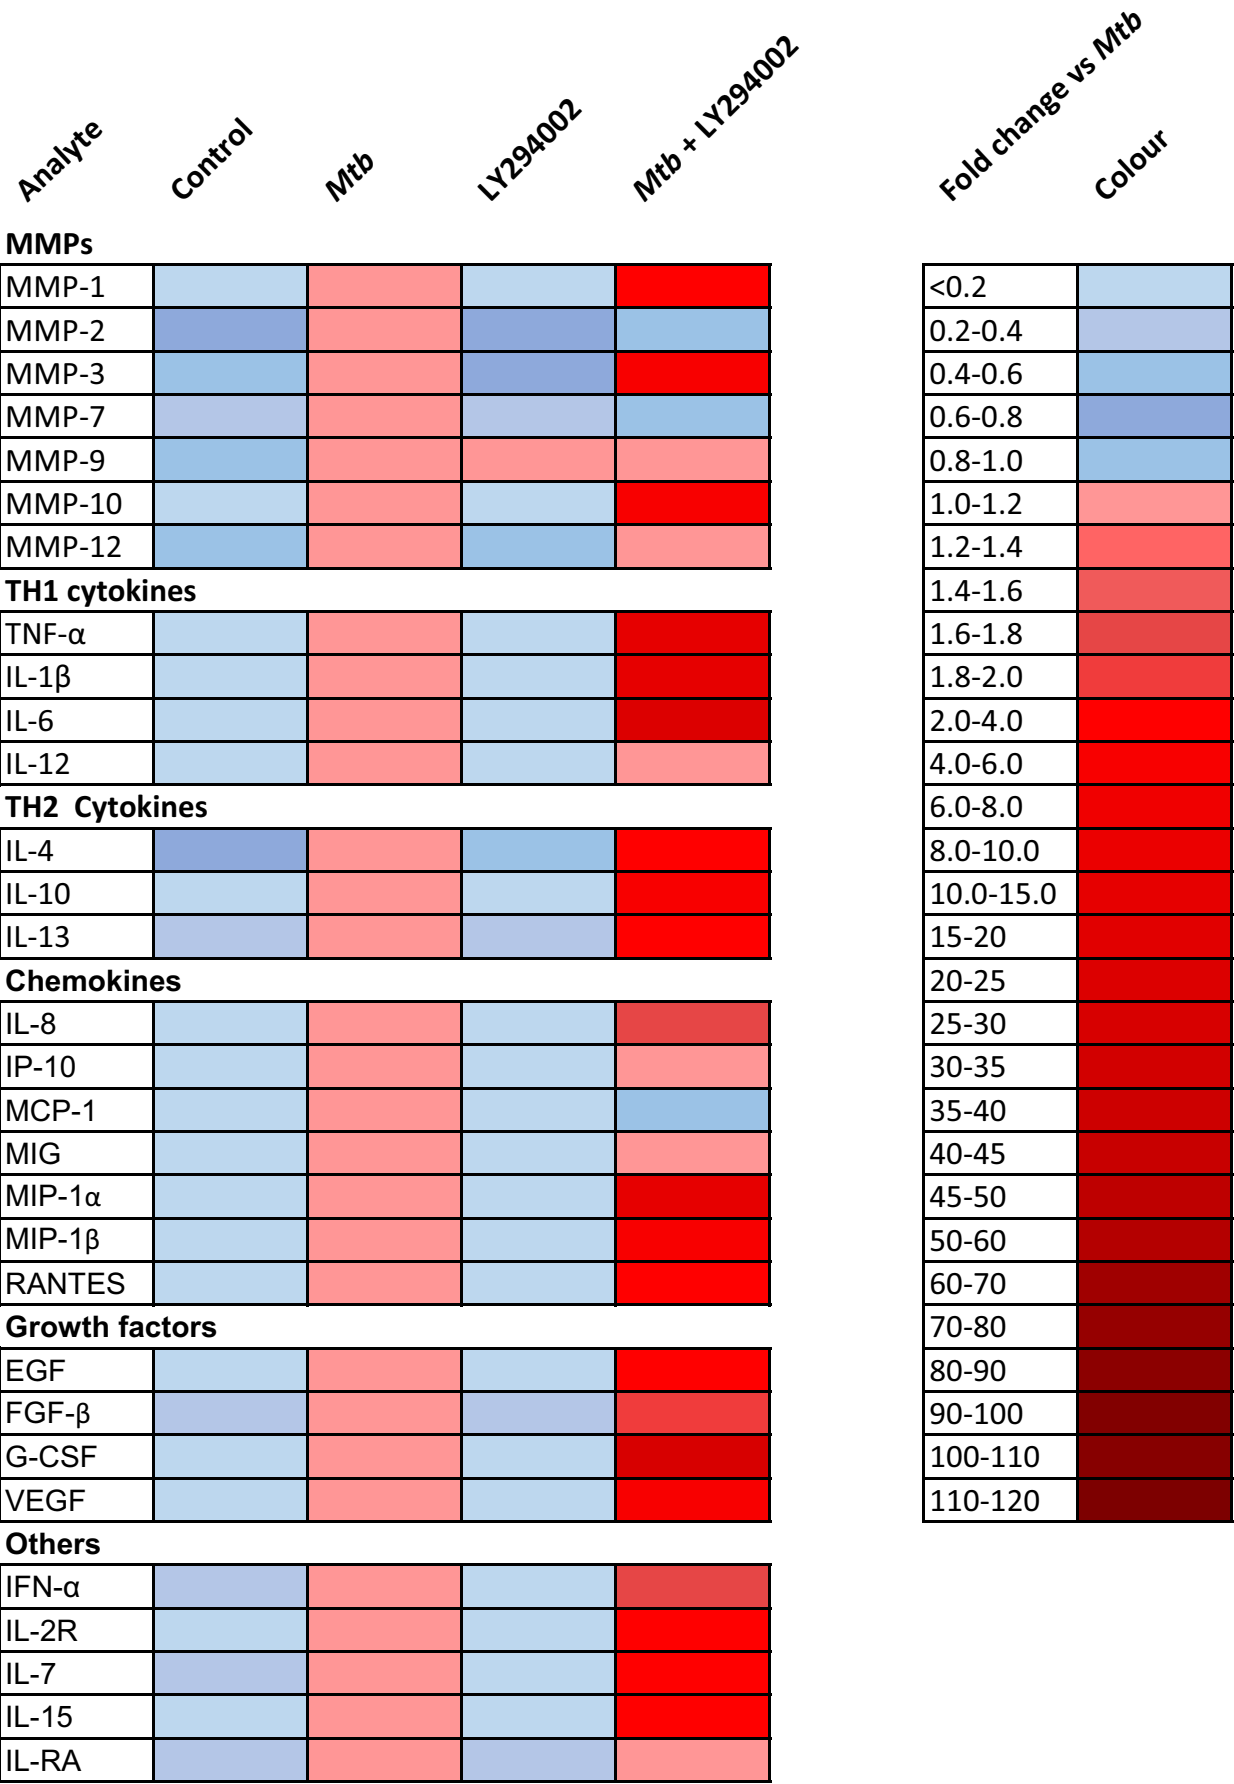 Analyte
Control
Mtb
LY294002
Mtb + LY294002
Fold change vs Mtb
Colour
MMPs
MMP-1
MMP-2
MMP-3
MMP-7
MMP-9
MMP-10
MMP-12
TH1 cytokines
TNF-α
IL-1β
IL-6
IL-12
TH2 Cytokines
IL-4
IL-10
IL-13
Chemokines
IL-8
IP-10
MCP-1
MIG
MIP-1α
MIP-1β
RANTES
Growth factors
EGF
FGF-β
G-CSF
VEGF
Others
IFN-α
IL-2R
IL-7
IL-15
IL-RA
<0.2
0.2-0.4
0.4-0.6
0.6-0.8
0.8-1.0
1.0-1.2
1.2-1.4
1.4-1.6
1.6-1.8
1.8-2.0
2.0-4.0
4.0-6.0
6.0-8.0
8.0-10.0
10.0-15.0
15-20
20-25
25-30
30-35
35-40
40-45
45-50
50-60
60-70
70-80
80-90
90-100
100-110
110-120